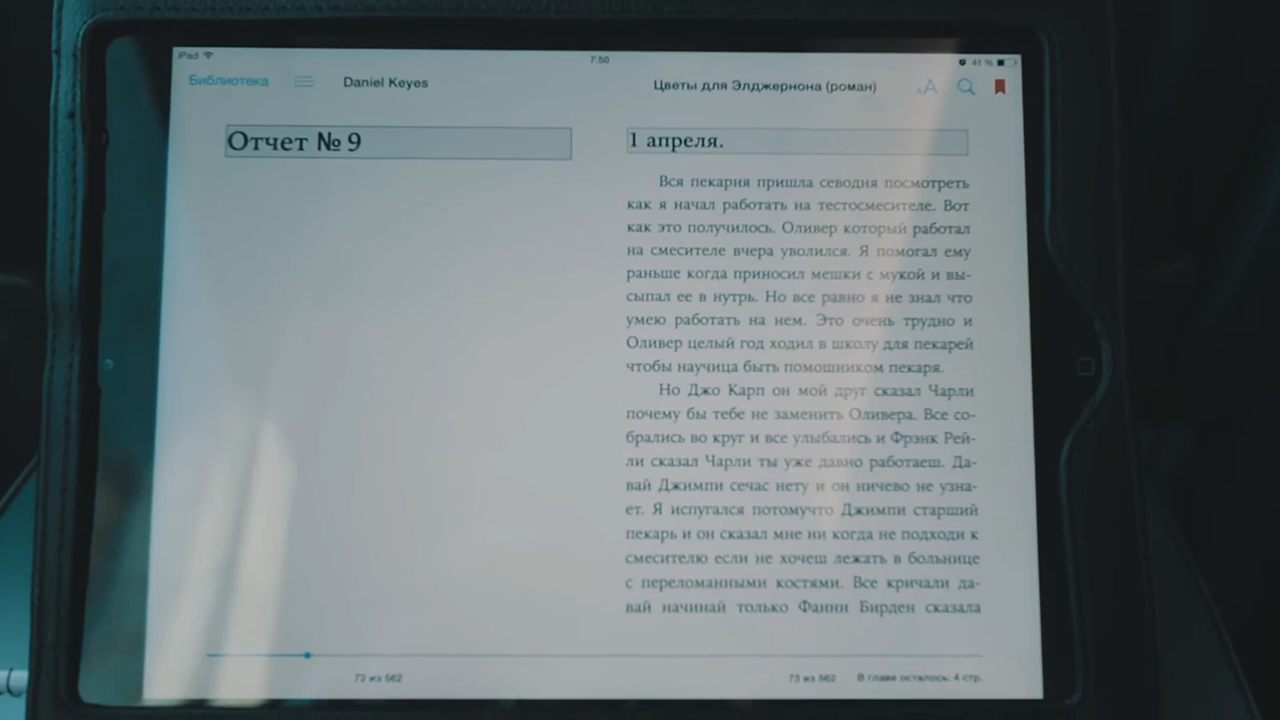 iPad
7:50
41 %
Библиотека
Daniel Keyes
Цветы для Элджернона (роман)
AA
Отчет № 9
1 апреля.
Вся пекарня пришла севодня посмотреть
как я начал работать на тестосмесителе. Вот
как это получилось. Оливер который работал
на смесителе вчера уволился. Я помогал ему
раньше когда приносил мешки с мукой и вы-
сыпал ее в нутрь. Но все равно я не знал что
умею работать на нем. Это очень трудно и
Оливер целый год ходил в школу для пекарей
чтобы научица быть помошником пекаря.
Но Джо Карп он мой друг сказал Чарли
почему бы тебе не заменить Оливера. Все со-
брались во круг и все улыбались и Фрэнк Рей-
ли сказал Чарли ты уже давно работаеш. Да-
вай Джимпи сечас нету и он ничево не узна-
ет. Я испугался потомучто Джимпи старший
пекарь и он сказал мне ни когда не подходи к
смесителю если не хочеш лежать в больнице
с переломанными костями. Все кричали да-
вай начинай только Фанни Бирден сказала
72 из 562
73 из 562
В главе осталось: 4 стр.